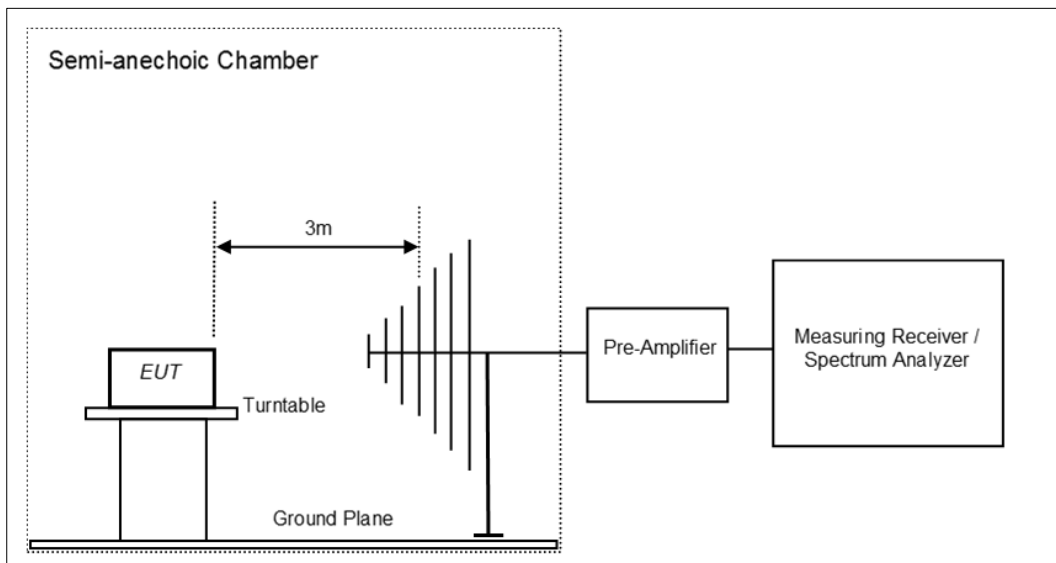 Semi-anechoic Chamber
3m
EUT
Turntable
Ground Plane
Pre-Amplifier
Measuring Receiver /
Spectrum Analyzer